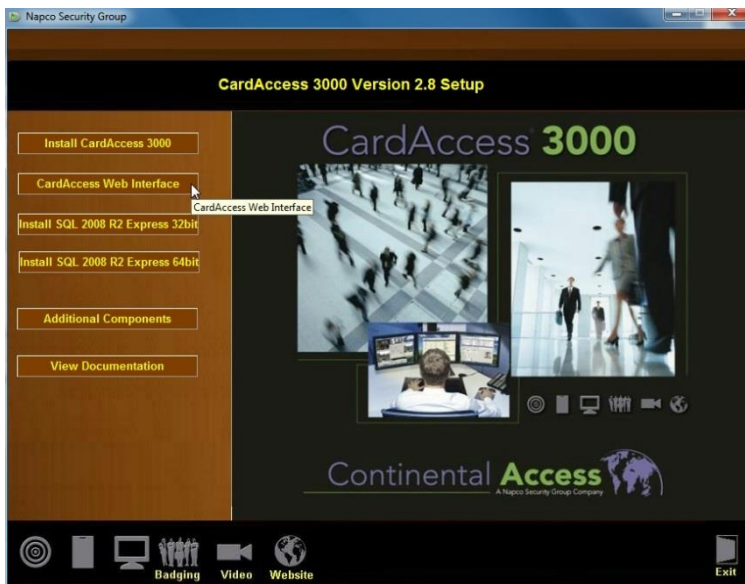 Napco Security Group
CardAccess 3000 Version 2.8 Setup
Install CardAccess 3000
CardAccess Web Interface
CardAccess Web Interface
Install SQL 2008 R2 Express 32bit
Install SQL 2008 R2 Express 64bit
Additional Components
View Documentation
CardAccess 3000
Continental Access
A Napco Security Group Company
Badging Video Website
Exit